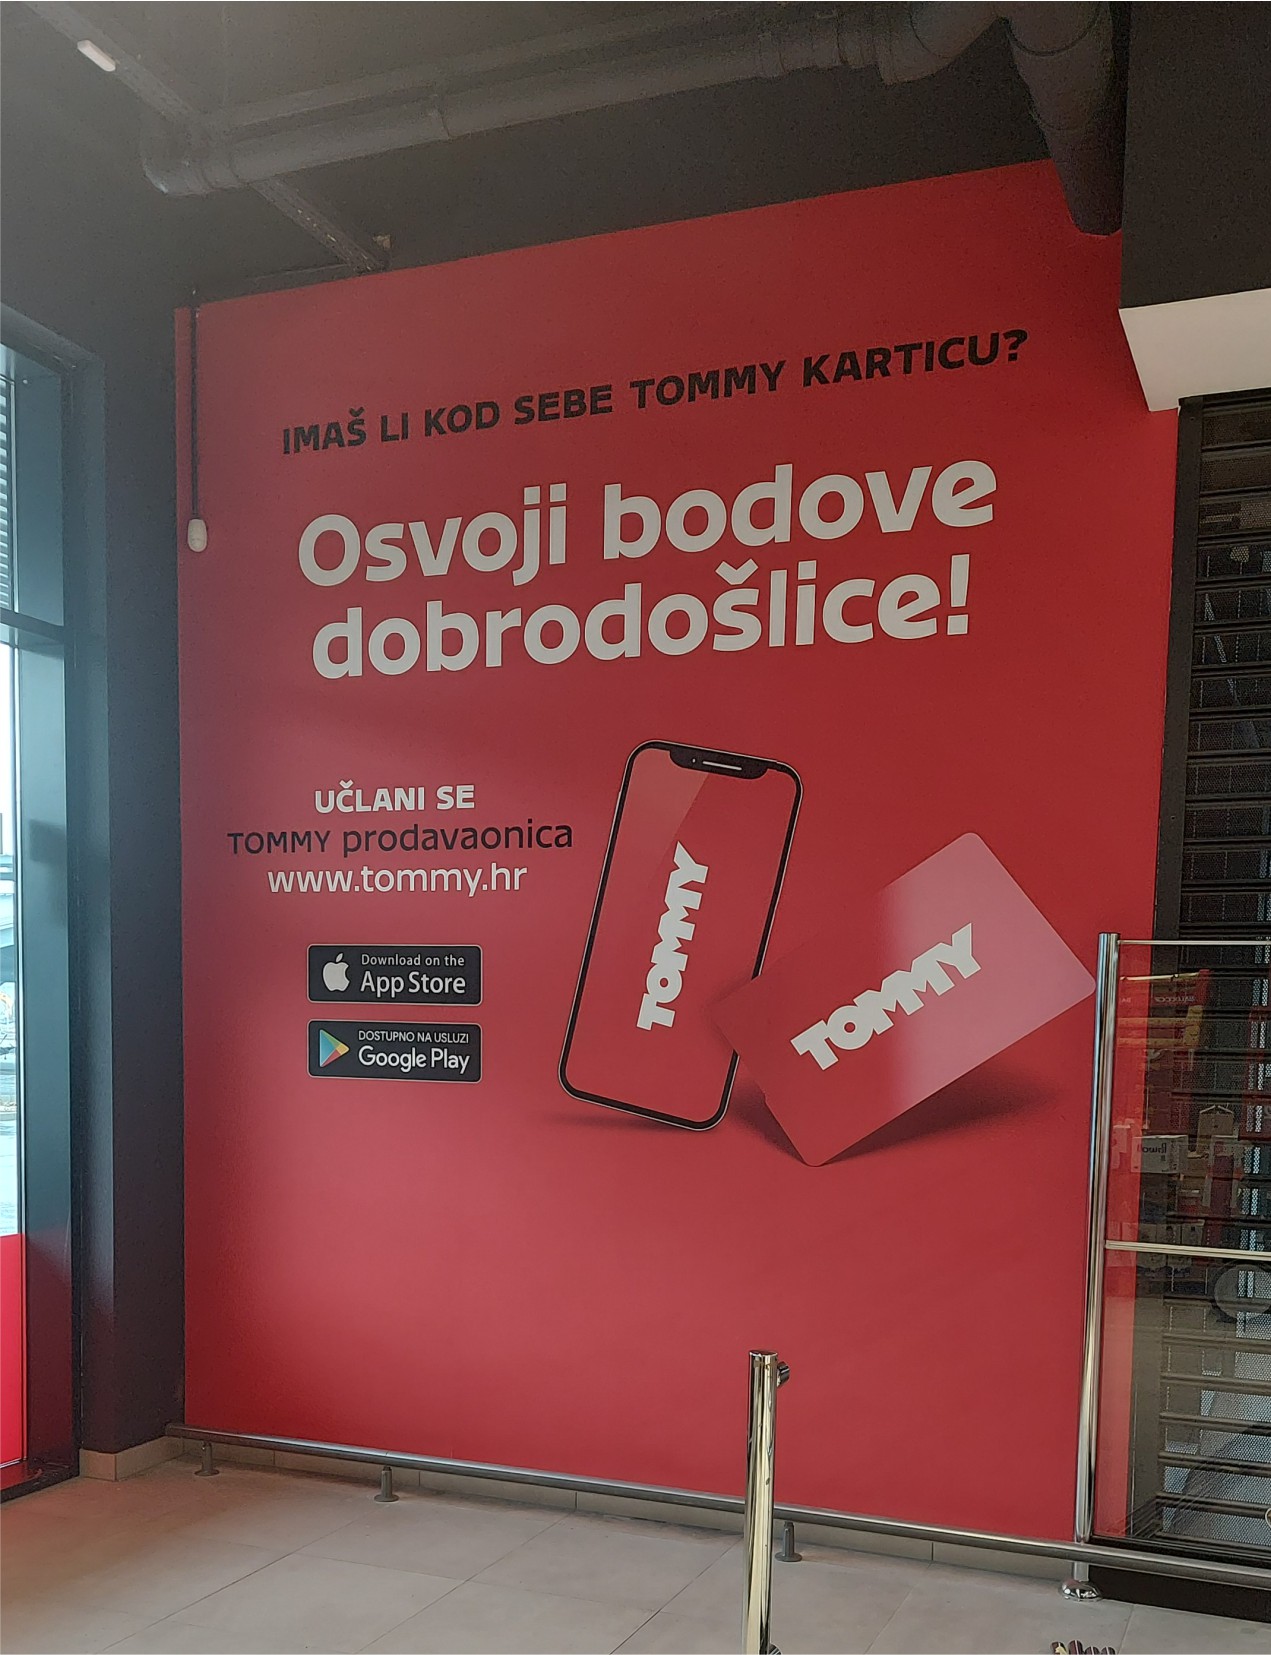 IMAŠ LI KOD SEBE TOMMY KARTICU?
Osvoji bodove
dobrodošlice!
UČLANI SE
TOMMY prodavaonica
www.tommy.hr
Download on the
App Store
DOSTUPNO NA USLUZI
Google Play
TOMMY
TOMMY